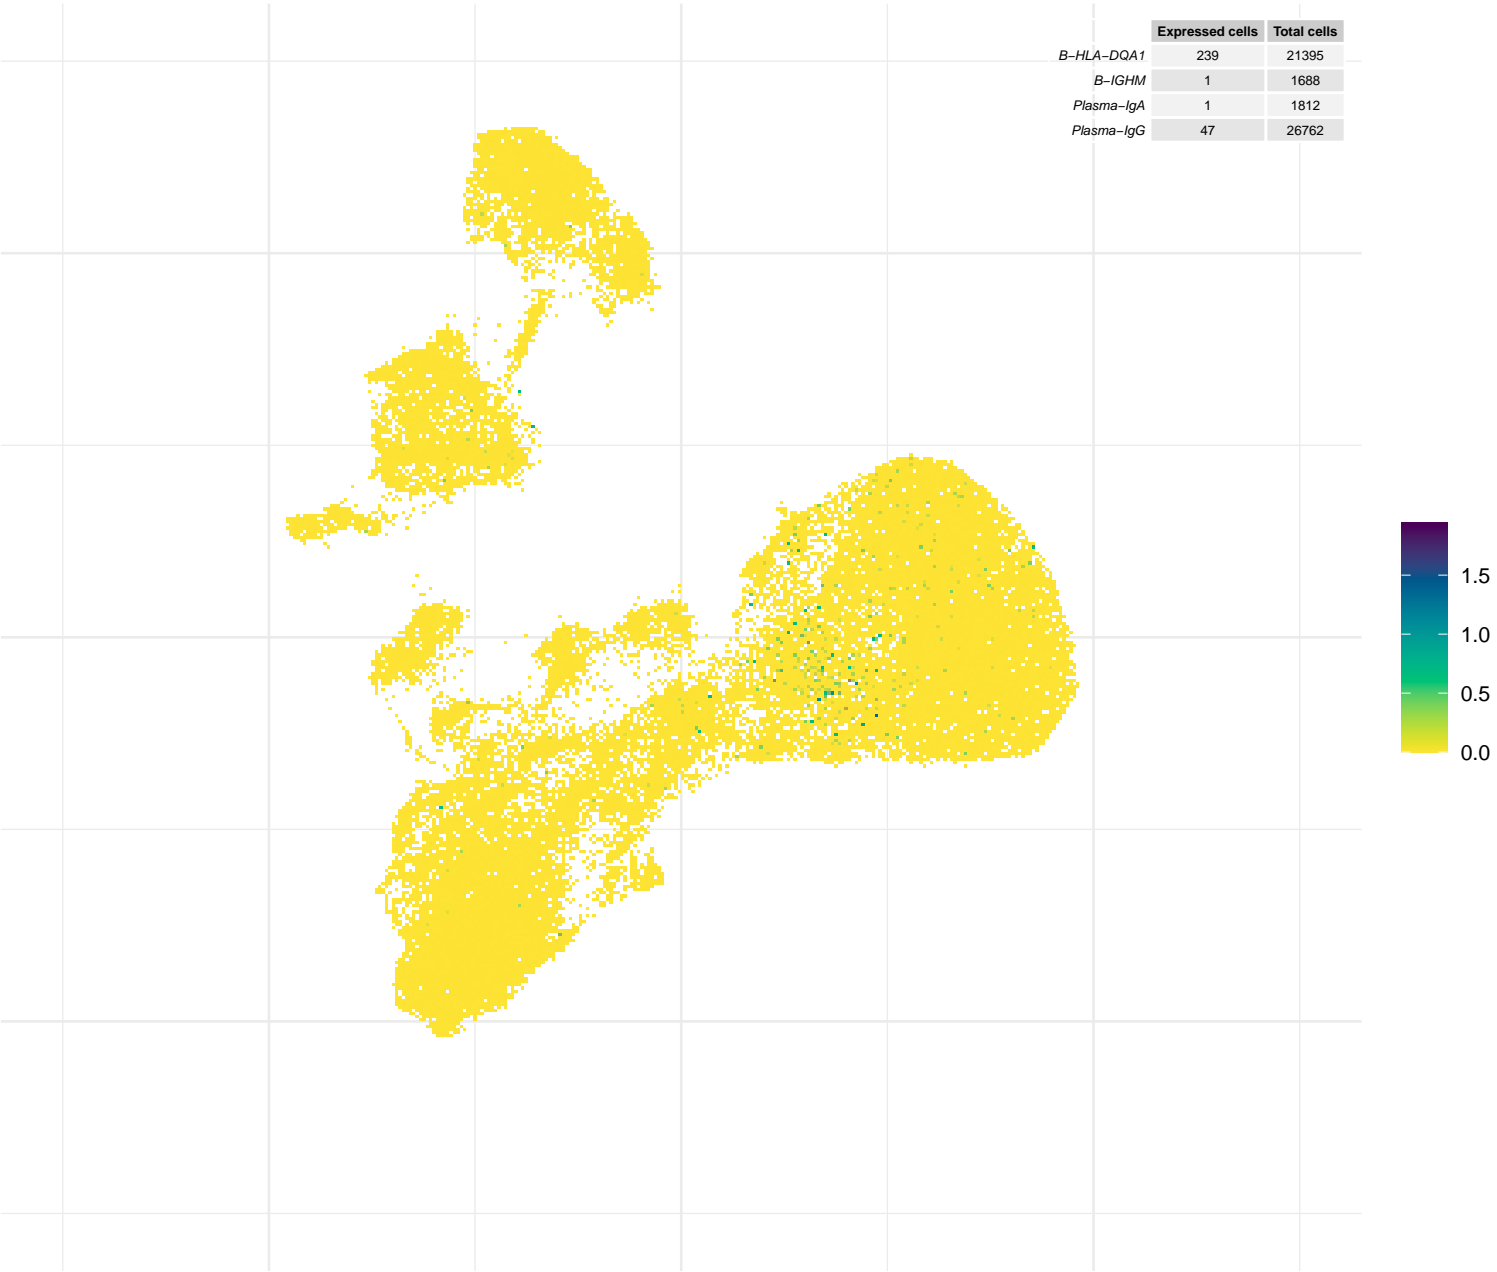 Expressed cells Total cells
B−HLA−DQA1 239 21395
B−IGHM 1 1688
Plasma−IgA 1 1812
Plasma−IgG 47 26762
1.5
1.0
0.5
0.0